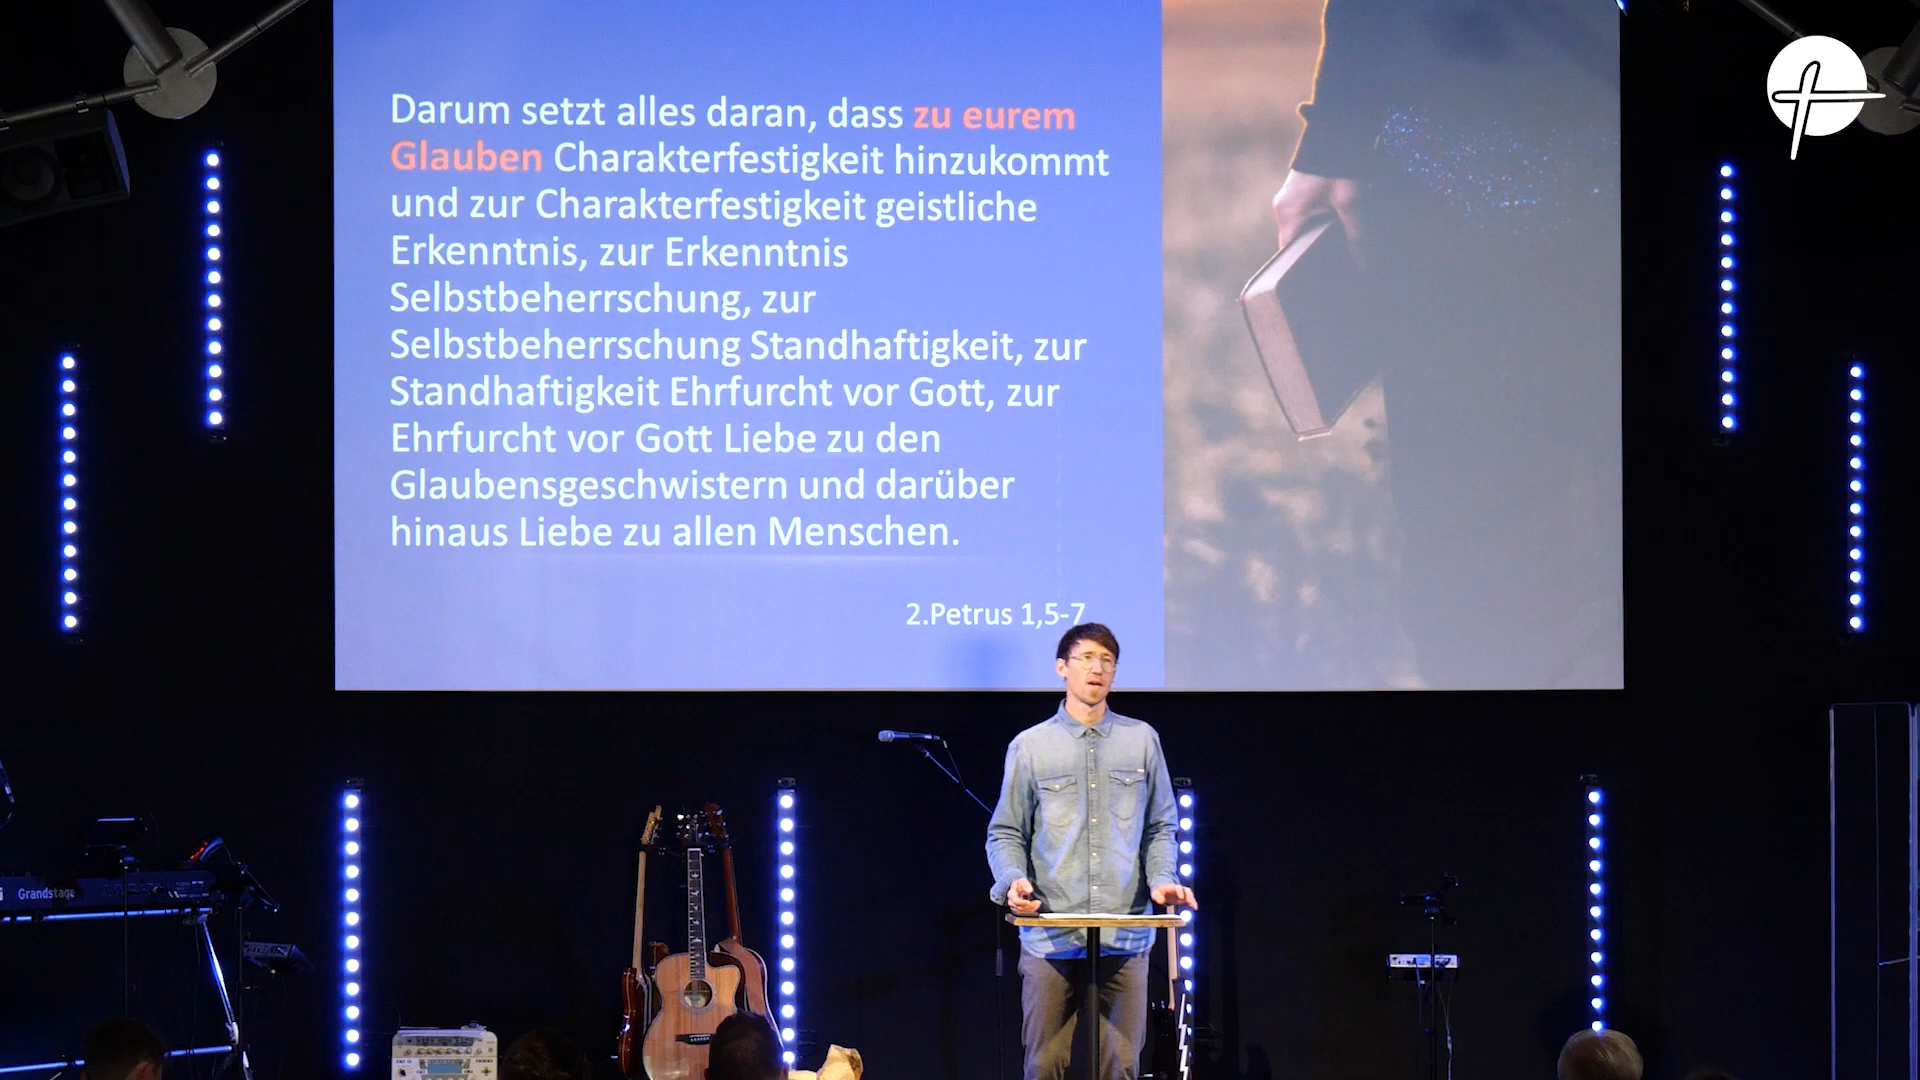 Darum setzt alles daran, dass zu eurem
Glauben Charakterfestigkeit hinzukommt
und zur Charakterfestigkeit geistliche
Erkenntnis, zur Erkenntnis
Selbstbeherrschung, zur
Selbstbeherrschung Standhaftigkeit, zur
Standhaftigkeit Ehrfurcht vor Gott, zur
Ehrfurcht vor Gott Liebe zu den
Glaubensgeschwistern und darüber
hinaus Liebe zu allen Menschen.
2.Petrus 1,5-7
Grandstage